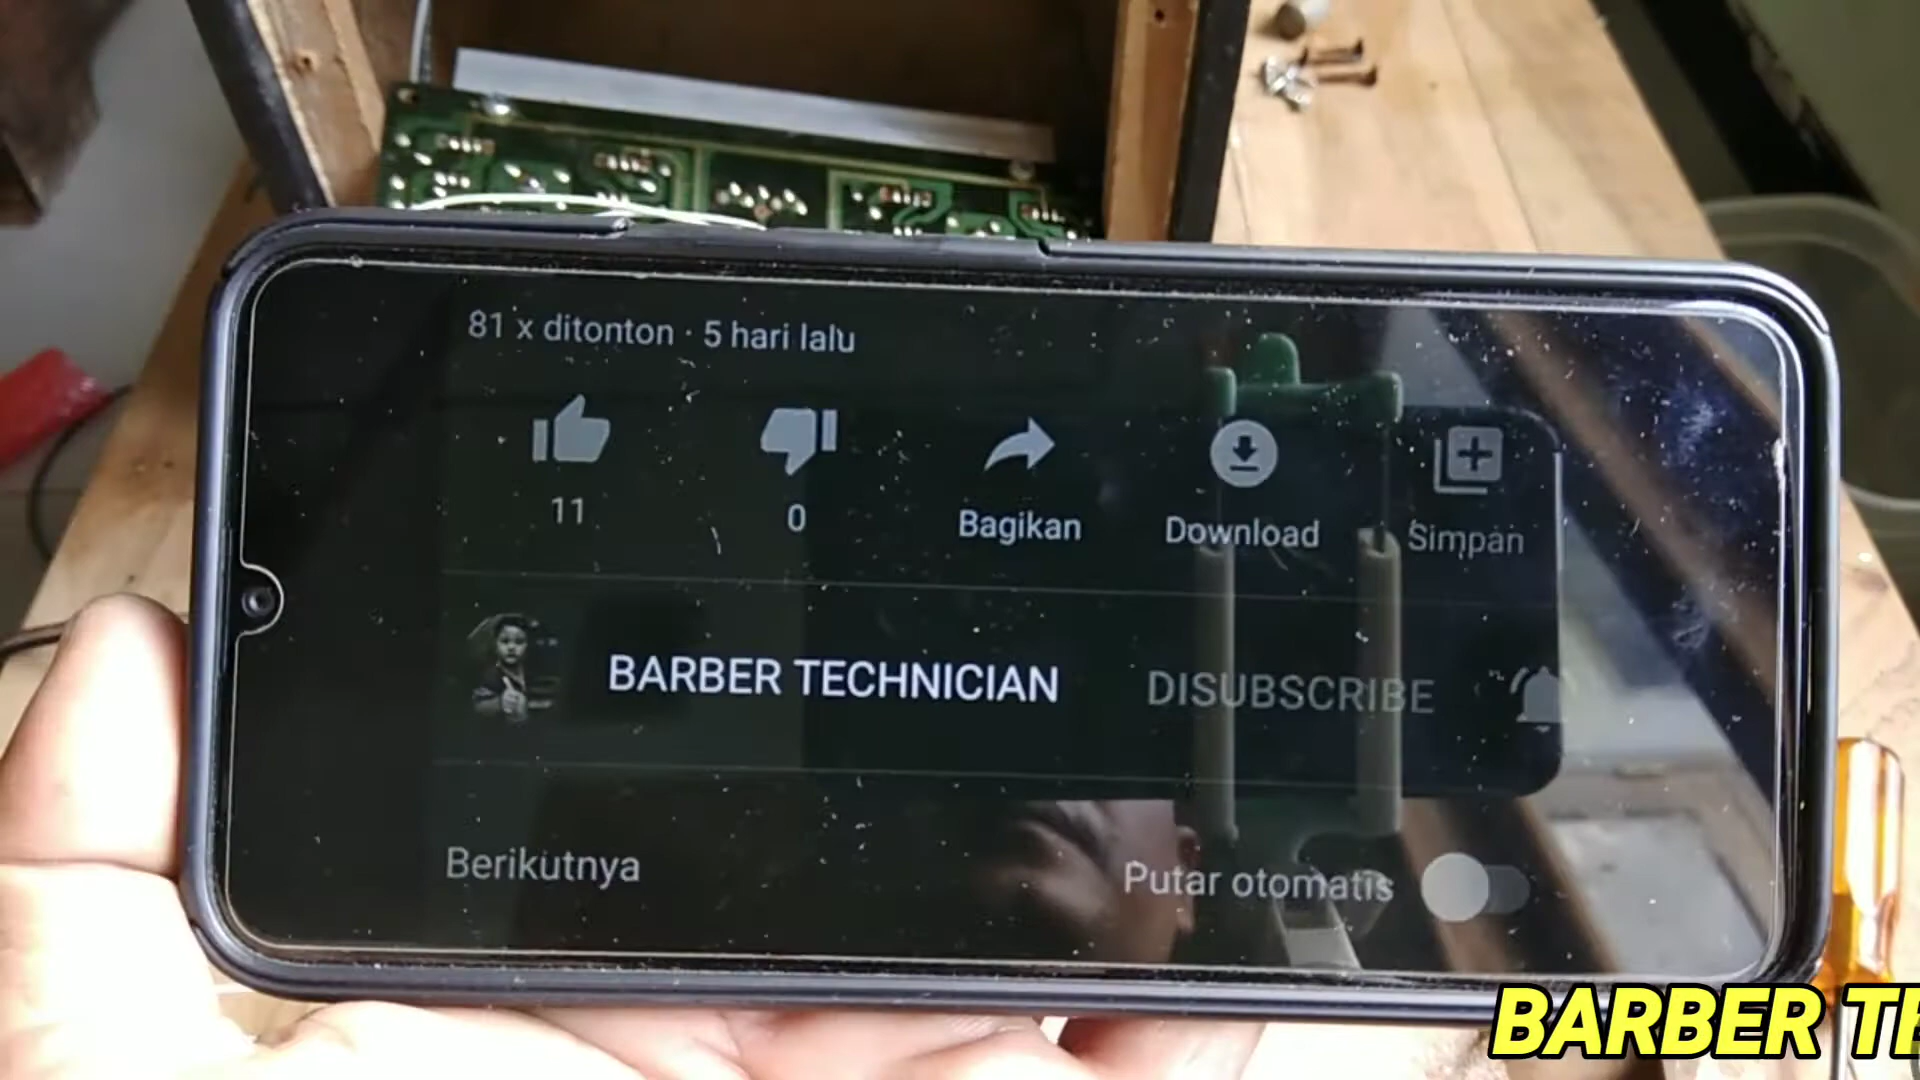 81 x ditonton · 5 hari lalu
11
0
Bagikan
Download
Simpan
BARBER TECHNICIAN
DISUBSCRIBE
Berikutnya
Putar otomatis
BARBER TE